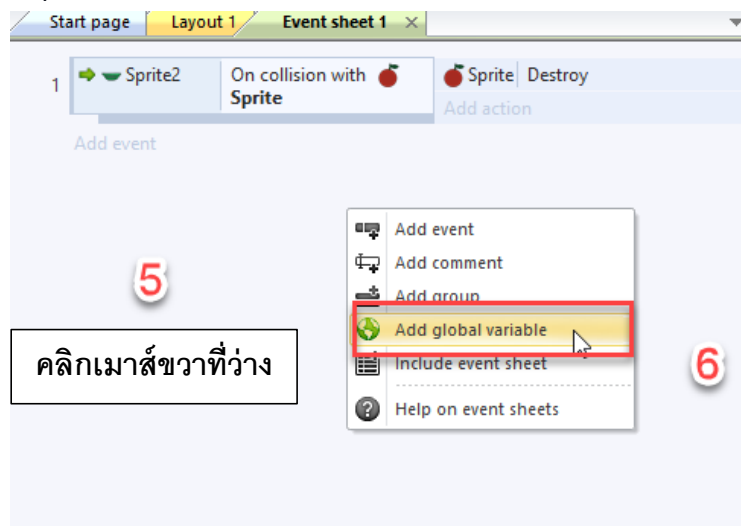 Start page Layout 1 Event sheet 1 ×
1 Sprite2 On collision with Sprite Destroy
Sprite Add action
Add event
Add event
Add comment
Add group
5
Add global variable
คลิกเมาส์ขวาที่ว่าง Include event sheet 6
Help on event sheets